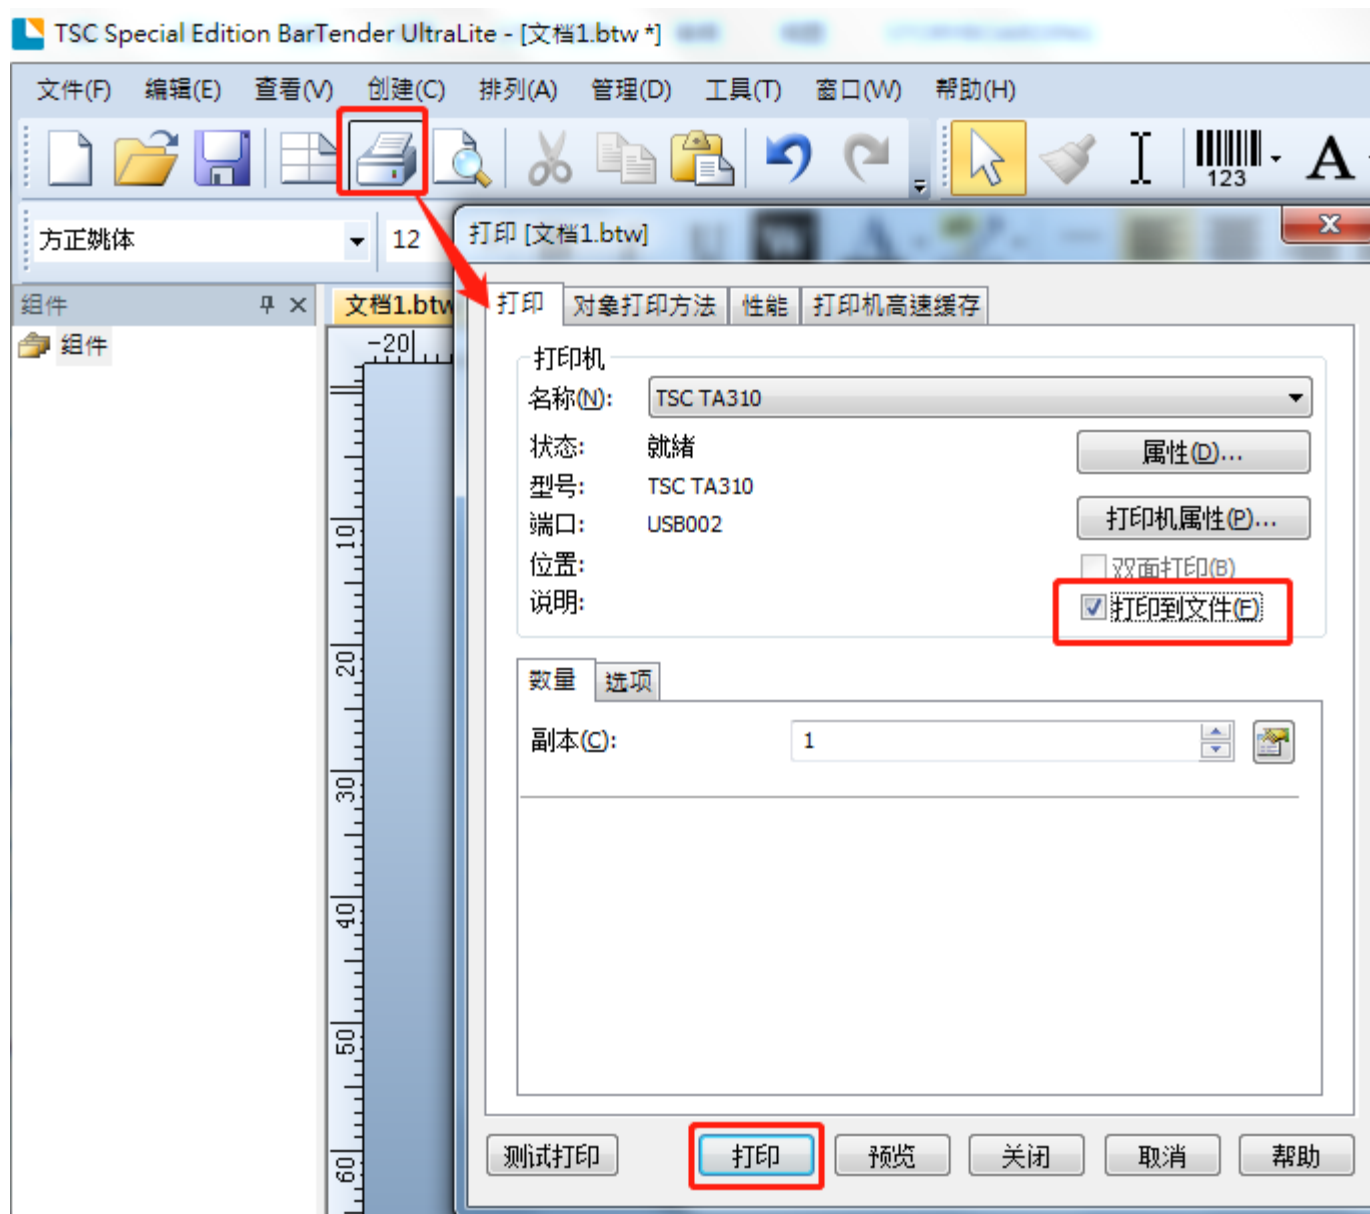 TSC Special Edition BarTender UltraLite - [文档1.btw *]
文件(F) 编辑(E) 查看(V) 创建(C) 排列(A) 管理(D) 工具(T) 窗口(W) 帮助(H)
123 A
方正姚体 12
打印 [文档1.btw]
组件
文档1.btw
打印 对象打印方法 性能 打印机高速缓存
组件
-20
打印机
名称(N): TSC TA310
状态: 就绪
属性(D)...
型号: TSC TA310
端口: USB002
打印机属性(P)...
位置:
双面打印(B)
说明:
打印到文件(F)
10
20
数量 选项
副本(C): 1
30
40
50
60
测试打印 打印 预览 关闭 取消 帮助